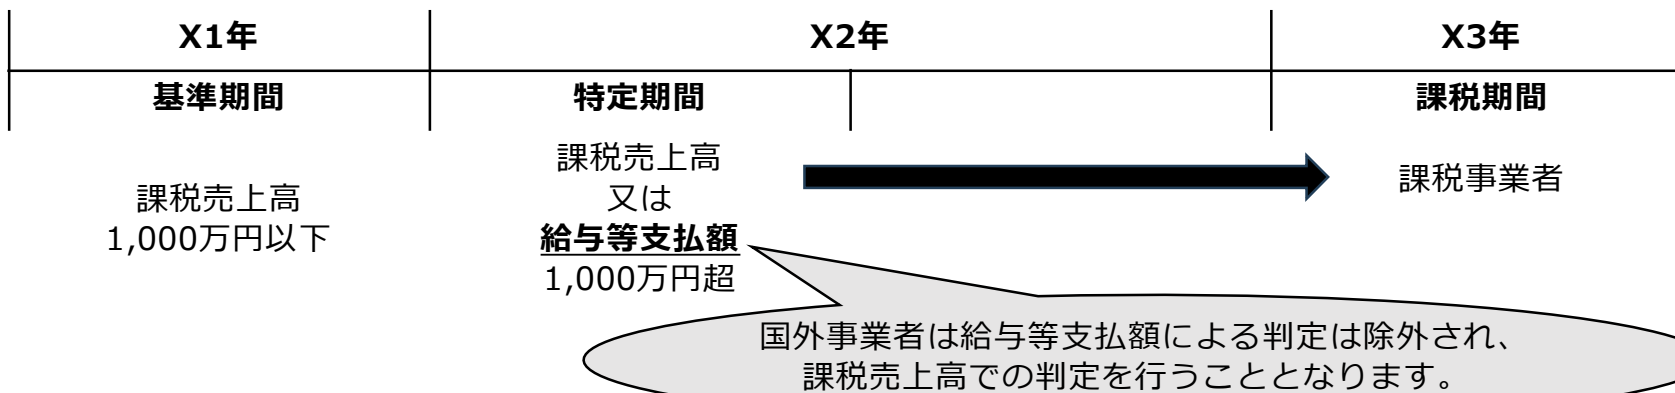 X1年 X2年 X3年
基準期間 特定期間 課税期間
課税売上高
1,000万円以下
課税売上高
又は
給与等支払額
1,000万円超
課税事業者
国外事業者は給与等支払額による判定は除外され、
課税売上高での判定を行うこととなります。